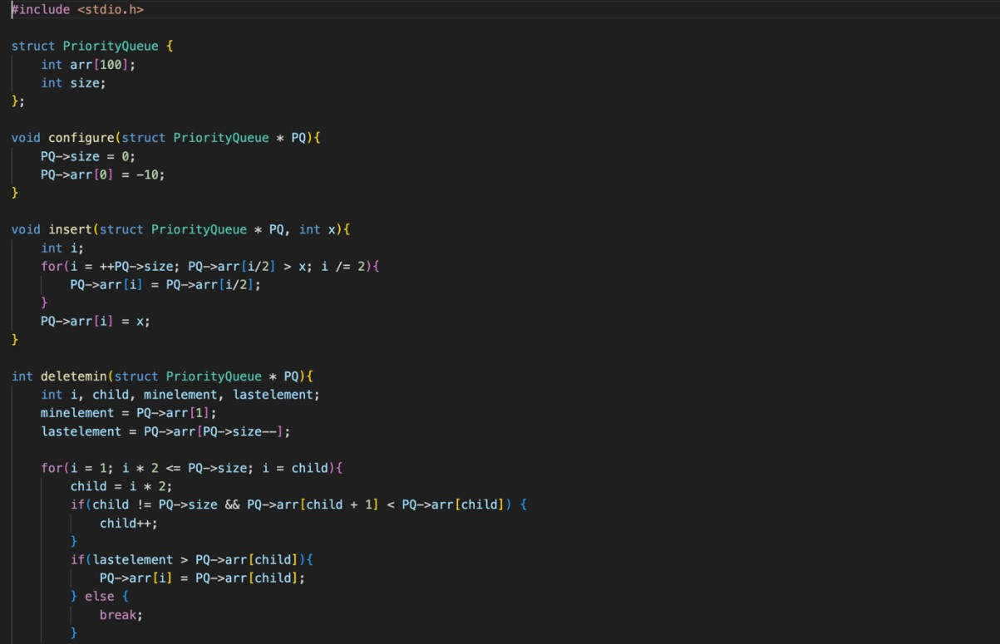 #include <stdio.h>
struct PriorityQueue {
    int arr[100];
    int size;
};
void configure(struct PriorityQueue * PQ){
    PQ->size = 0;
    PQ->arr[0] = -10;
}
void insert(struct PriorityQueue * PQ, int x){
    int i;
    for(i = ++PQ->size; PQ->arr[i/2] > x; i /= 2){
        PQ->arr[i] = PQ->arr[i/2];
    }
    PQ->arr[i] = x;
}
int deletemin(struct PriorityQueue * PQ){
    int i, child, minelement, lastelement;
    minelement = PQ->arr[1];
    lastelement = PQ->arr[PQ->size--];
    for(i = 1; i * 2 <= PQ->size; i = child){
        child = i * 2;
        if(child != PQ->size && PQ->arr[child + 1] < PQ->arr[child]) {
            child++;
        }
        if(lastelement > PQ->arr[child]){
            PQ->arr[i] = PQ->arr[child];
        } else {
            break;
        }